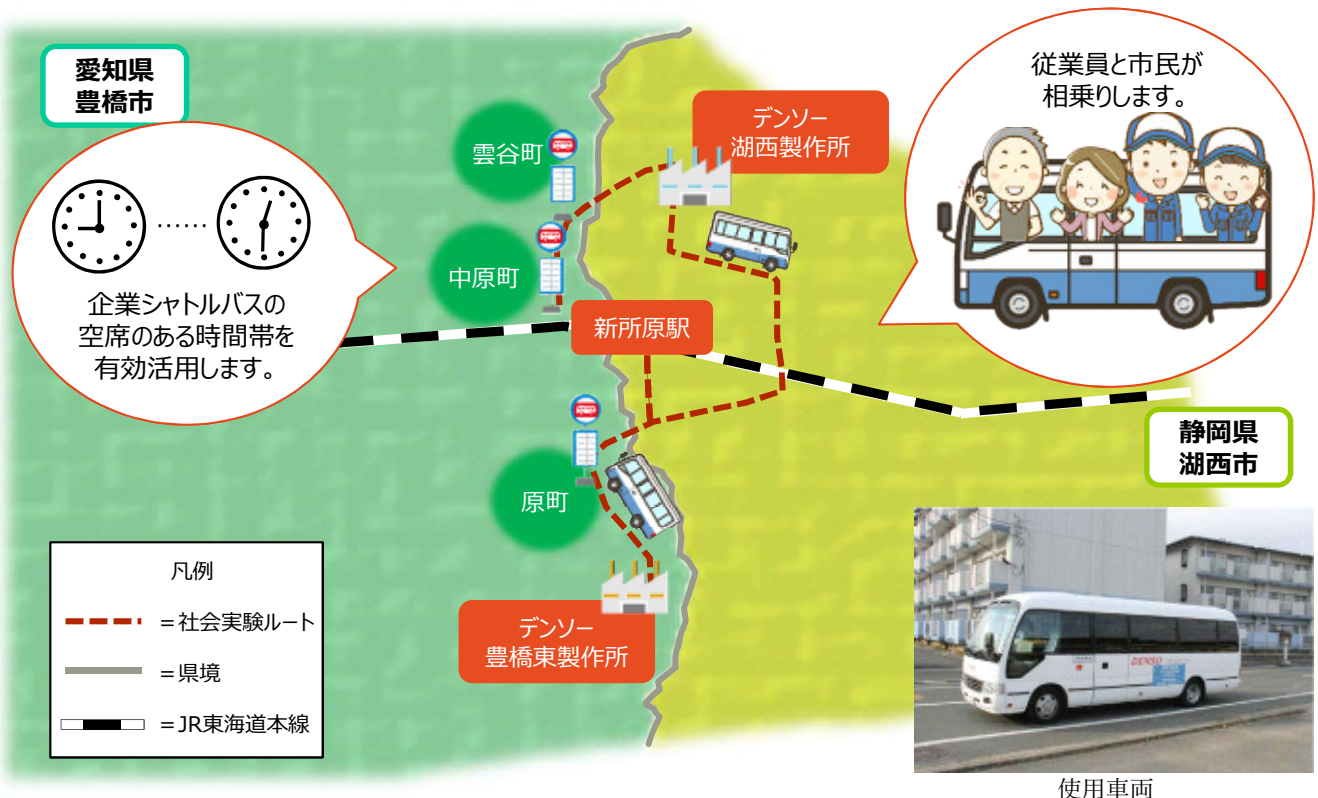 愛知県
豊橋市
従業員と市民が
相乗りします。
デンソー
湖西製作所
雲谷町
……
中原町
企業シャトルバスの
空席のある時間帯を
有効活用します。
新所原駅
静岡県
湖西市
原町
凡例
=社会実験ルート
=県境
=JR東海道本線
デンソー
豊橋東製作所
DENSO
使用車両